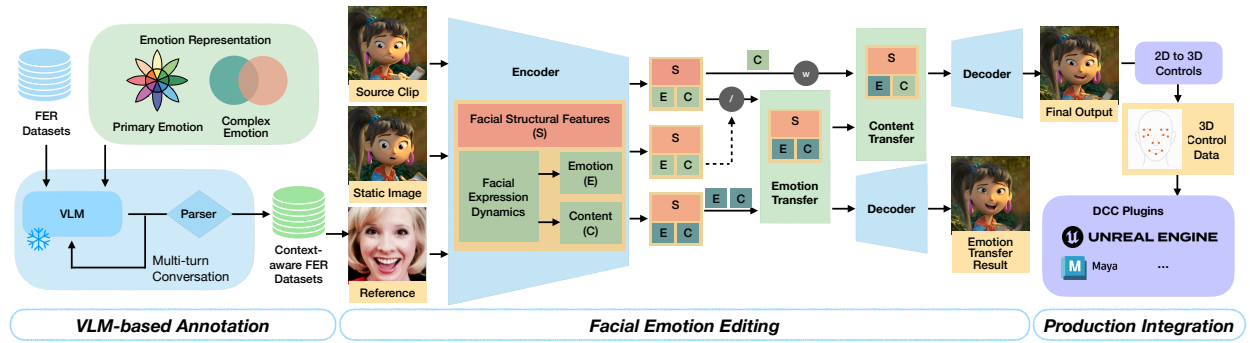 Emotion Representation
Primary Emotion
Complex
Emotion
FER
Datasets
VLM
Parser
Multi-turn
Conversation
Context-
aware FER
Datasets
Source Clip
Static Image
Reference
Encoder
Facial Structural Features
(S)
Facial
Expression
Dynamics
Emotion
(E)
Content
(C)
S
E C
S
E C
S
E C
C
w
/
E C
S
E C
Emotion
Transfer
S
E C
Content
Transfer
Decoder
Decoder
Final Output
Emotion
Transfer
Result
2D to 3D
Controls
3D
Control
Data
DCC Plugins
UNREAL ENGINE
M
Maya
...
VLM-based Annotation
Facial Emotion Editing
Production Integration